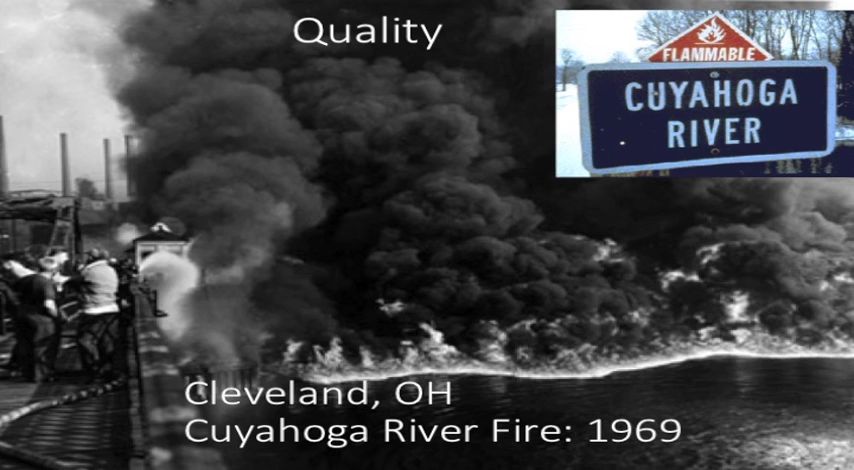 Quality
FLAMMABLE
CUYAHOGA
RIVER
Cleveland, OH
Cuyahoga River Fire: 1969